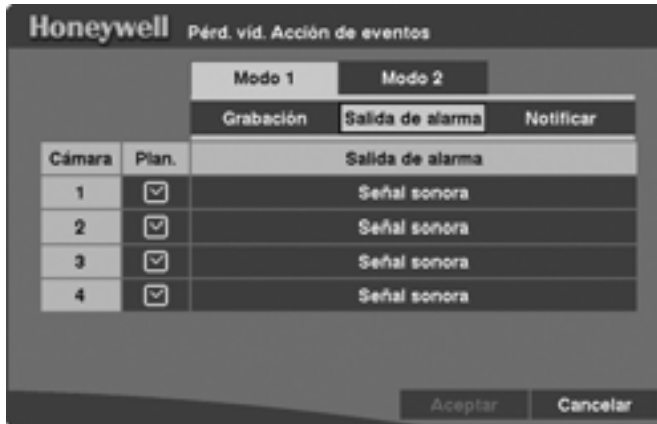 Honeywell Pérd. víd. Acción de eventos
Modo 1 Modo 2
Grabación Salida de alarma Notificar
Cámara Plan. Salida de alarma
1 Señal sonora
2 Señal sonora
3 Señal sonora
4 Señal sonora
Aceptar Cancelar